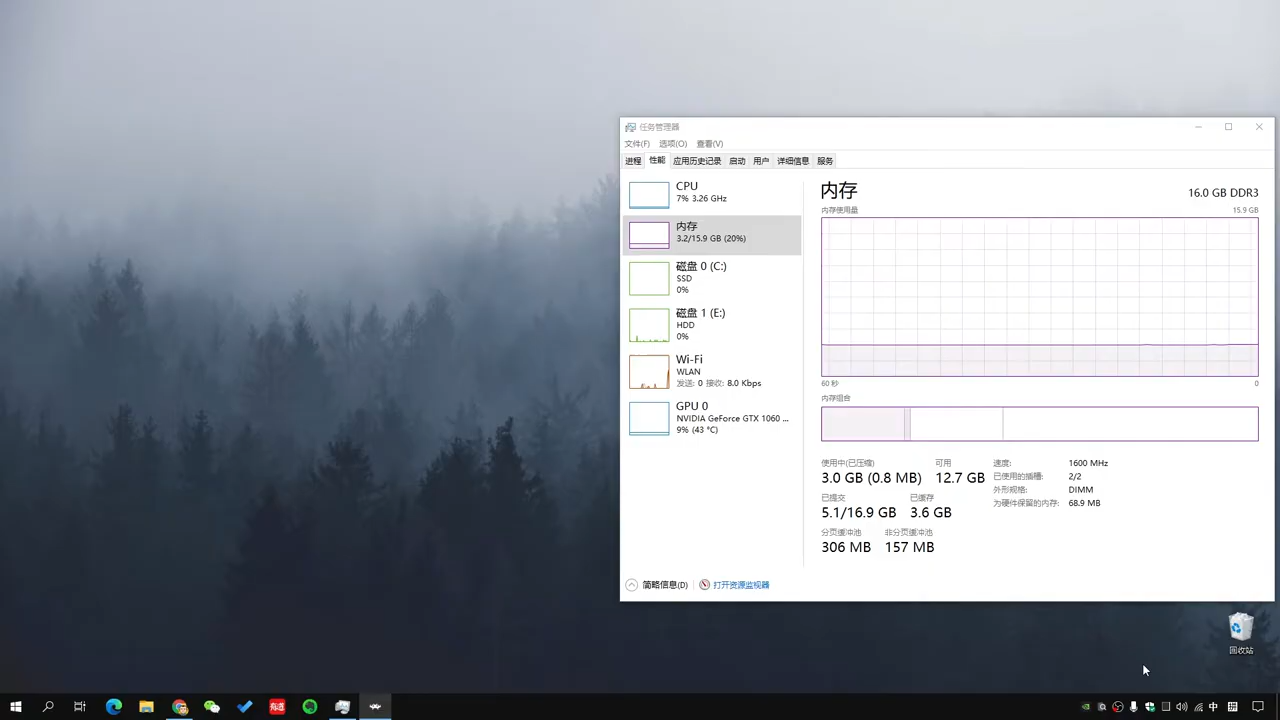 任务管理器
文件(F) 选项(O) 查看(V)
进程 性能 应用历史记录 启动 用户 详细信息 服务
CPU
7% 3.26 GHz
内存
3.2/15.9 GB (20%)
磁盘 0 (C:)
SSD
0%
磁盘 1 (E:)
HDD
0%
Wi-Fi
WLAN
发送: 0 接收: 8.0 Kbps
GPU 0
NVIDIA GeForce GTX 1060 ...
9% (43 °C)
内存 16.0 GB DDR3
内存使用量 15.9 GB
60 秒 0
内存组合
使用中(已压缩) 可用
3.0 GB (0.8 MB) 12.7 GB
已提交 已缓存
5.1/16.9 GB 3.6 GB
分页缓冲池 非分页缓冲池
306 MB 157 MB
速度: 1600 MHz
已使用的插槽: 2/2
外形规格: DIMM
为硬件保留的内存: 68.9 MB
简略信息(D) 打开资源监视器
回收站
有道
中 拼